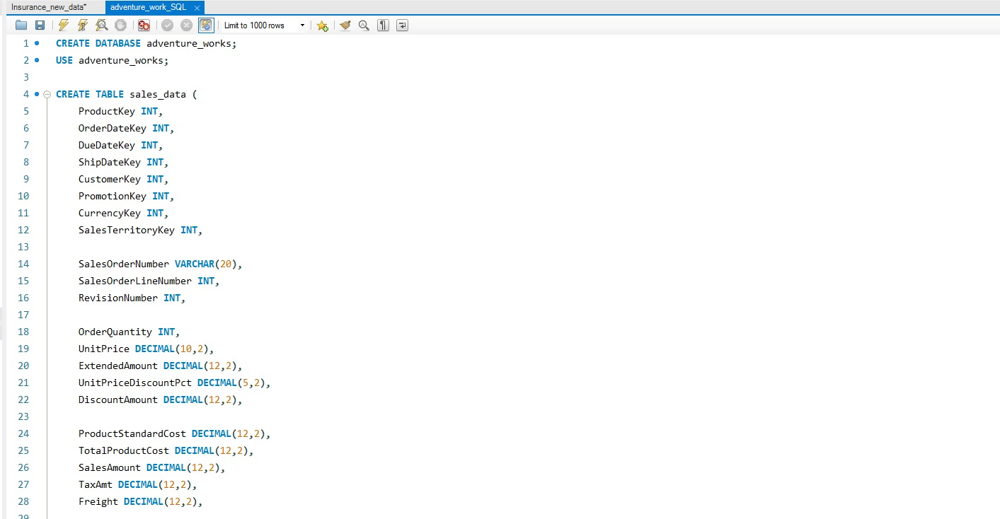 Insurance_new_data*
adventure_work_SQL
Limit to 1000 rows
1 CREATE DATABASE adventure_works;
2 USE adventure_works;
3
4 CREATE TABLE sales_data (
5 ProductKey INT,
6 OrderDateKey INT,
7 DueDateKey INT,
8 ShipDateKey INT,
9 CustomerKey INT,
10 PromotionKey INT,
11 CurrencyKey INT,
12 SalesTerritoryKey INT,
13
14 SalesOrderNumber VARCHAR(20),
15 SalesOrderLineNumber INT,
16 RevisionNumber INT,
17
18 OrderQuantity INT,
19 UnitPrice DECIMAL(10,2),
20 ExtendedAmount DECIMAL(12,2),
21 UnitPriceDiscountPct DECIMAL(5,2),
22 DiscountAmount DECIMAL(12,2),
23
24 ProductStandardCost DECIMAL(12,2),
25 TotalProductCost DECIMAL(12,2),
26 SalesAmount DECIMAL(12,2),
27 TaxAmt DECIMAL(12,2),
28 Freight DECIMAL(12,2),
29